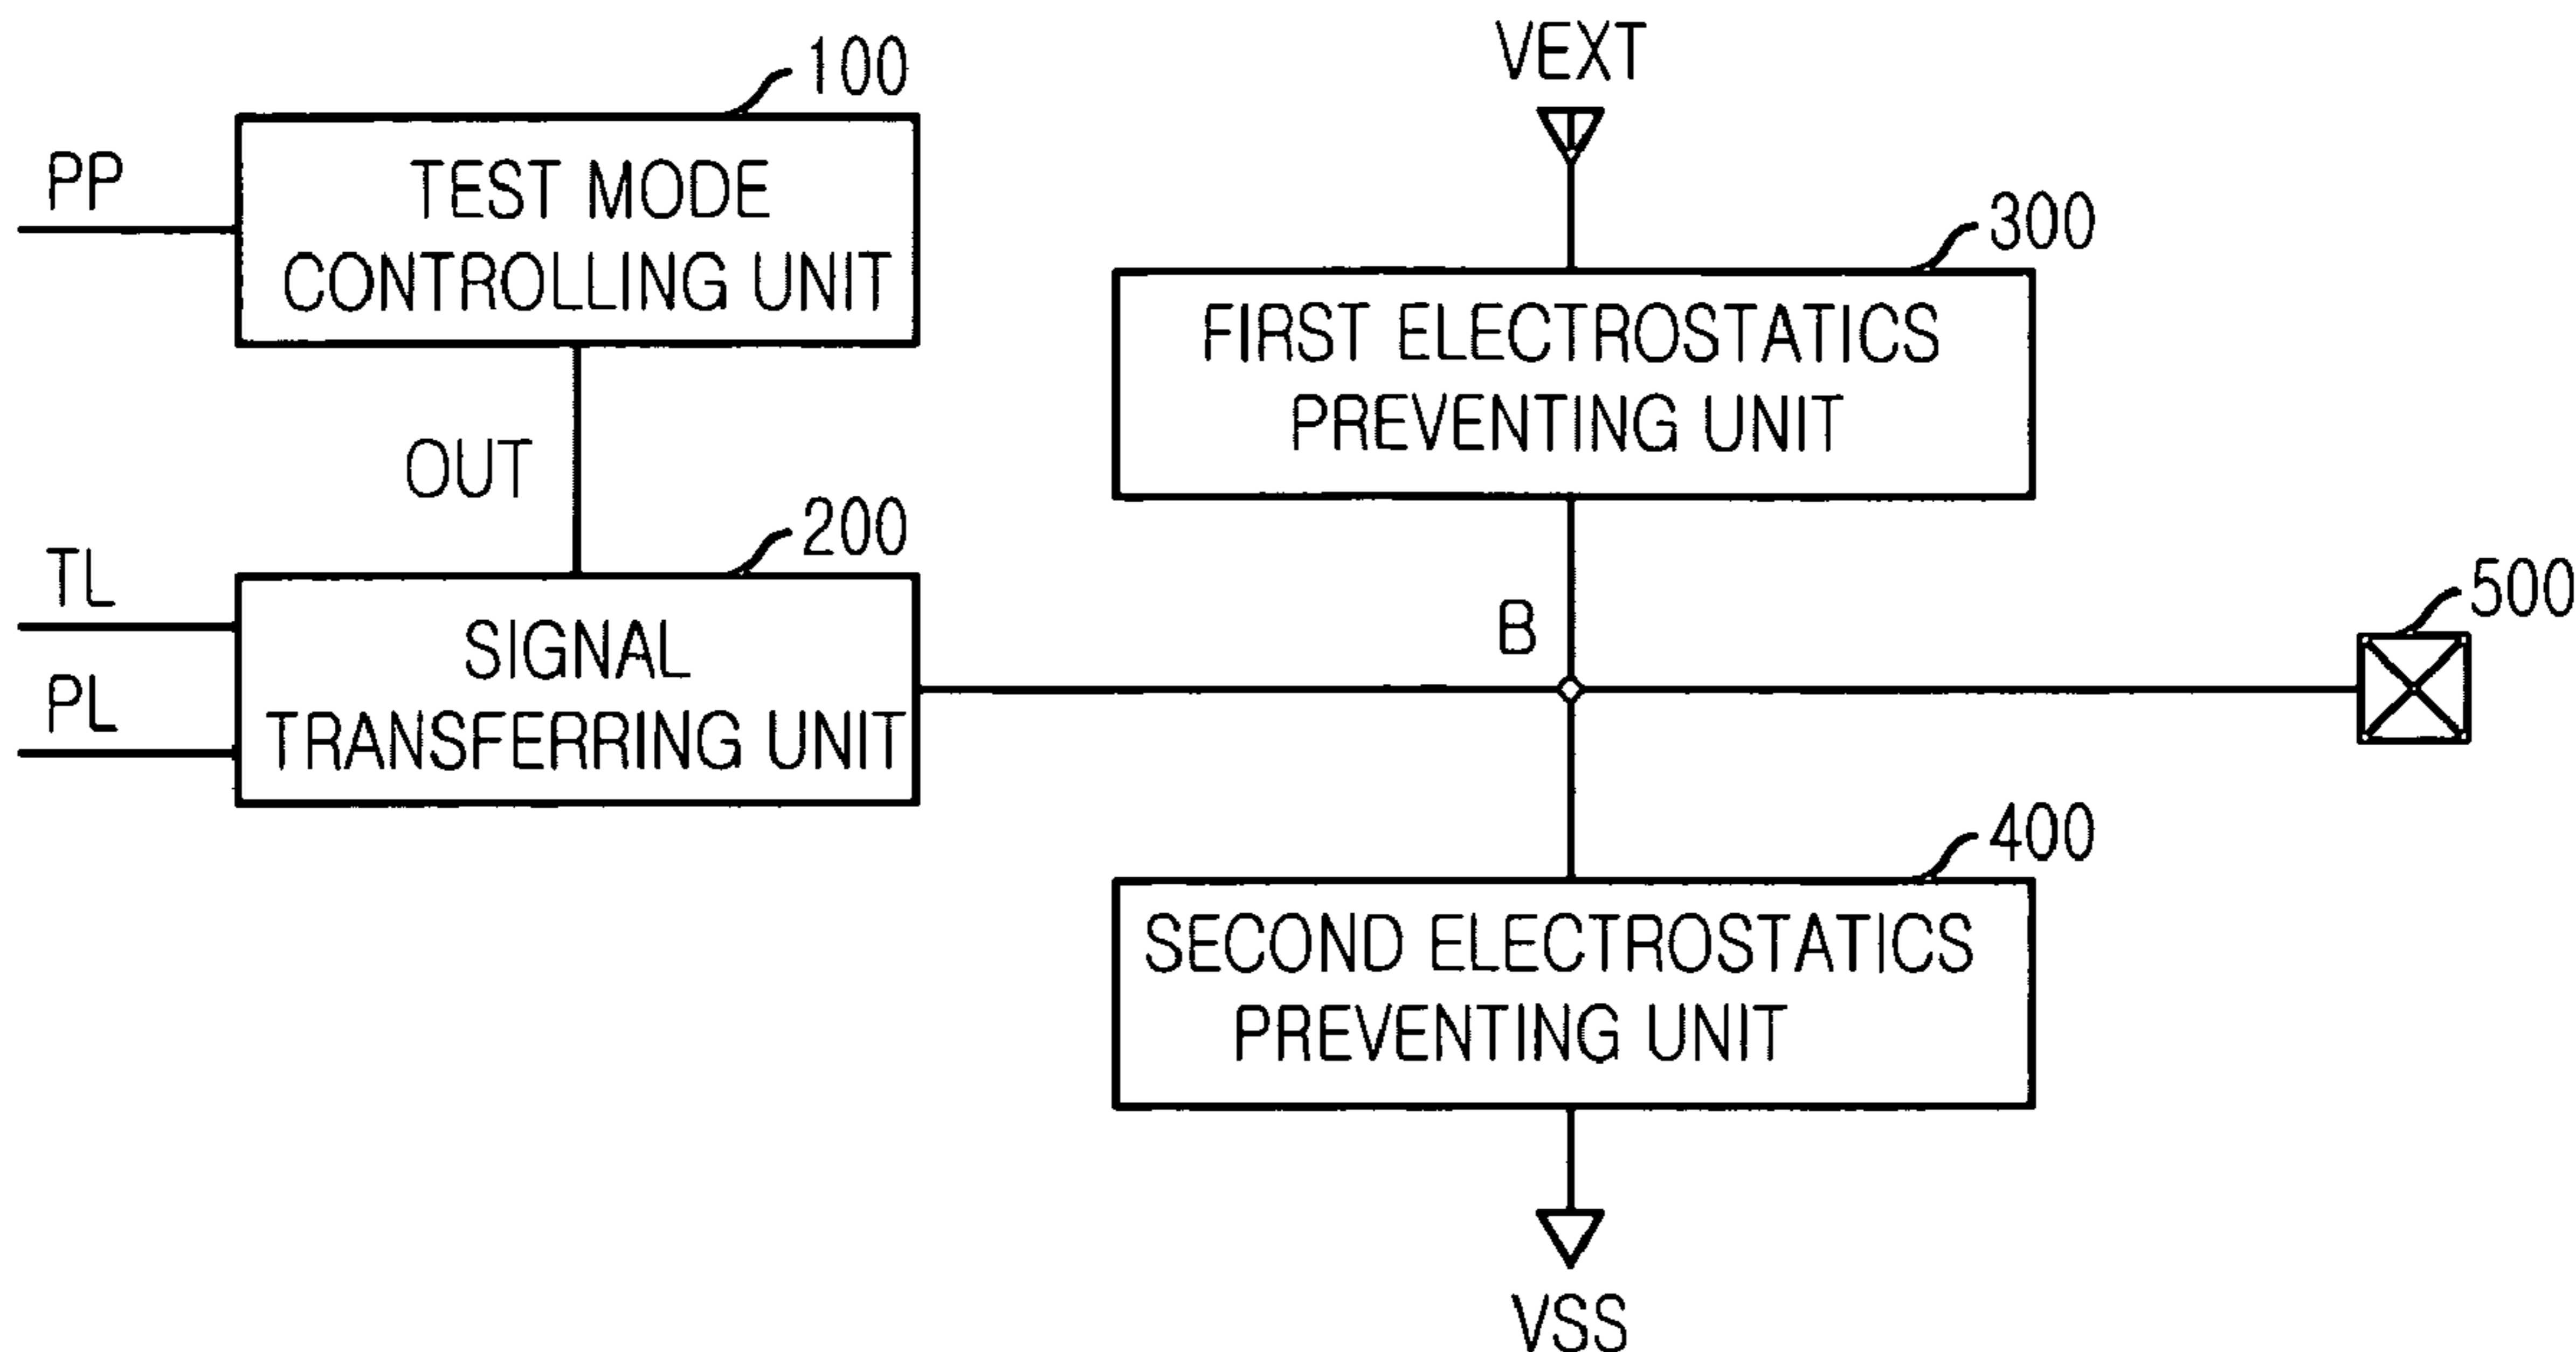 100
VEXT
PP
TEST MODE
CONTROLLING UNIT
300
FIRST ELECTROSTATICS
PREVENTING UNIT
OUT
200
TL
SIGNAL
TRANSFERRING UNIT
PL
B
500
400
SECOND ELECTROSTATICS
PREVENTING UNIT
VSS